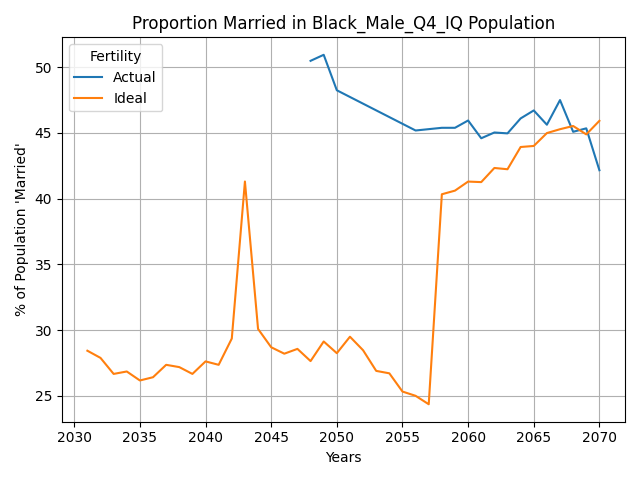 Proportion Married in Black_Male_Q4_IQ Population
Fertility
Actual
Ideal
% of Population 'Married'
50
45
40
35
30
25
2030 2035 2040 2045 2050 2055 2060 2065 2070
Years